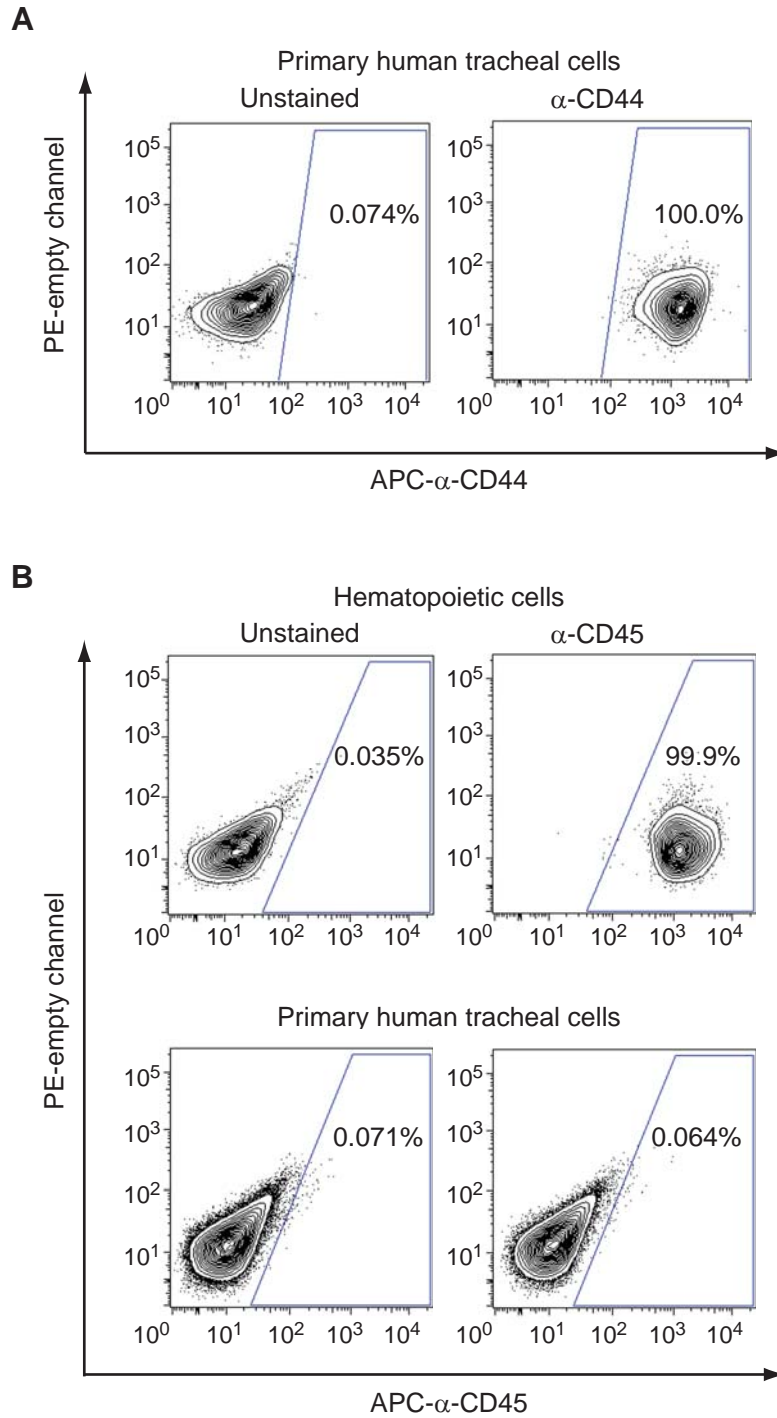 A
Primary human tracheal cells
Unstained α-CD44
10⁵ 10⁵
10³ 10³
0.074% 100.0%
10² 10²
10¹ 10¹
10⁰ 10¹ 10² 10³ 10⁴ 10⁰ 10¹ 10² 10³ 10⁴
PE-empty channel
APC-α-CD44
B
Hematopoietic cells
Unstained α-CD45
10⁵ 10⁵
10³ 10³
0.035% 99.9%
10² 10²
10¹ 10¹
10⁰ 10¹ 10² 10³ 10⁴ 10⁰ 10¹ 10² 10³ 10⁴
PE-empty channel
Primary human tracheal cells
10⁵ 10⁵
10³ 10³
0.071% 0.064%
10² 10²
10¹ 10¹
10⁰ 10¹ 10² 10³ 10⁴ 10⁰ 10¹ 10² 10³ 10⁴
APC-α-CD45